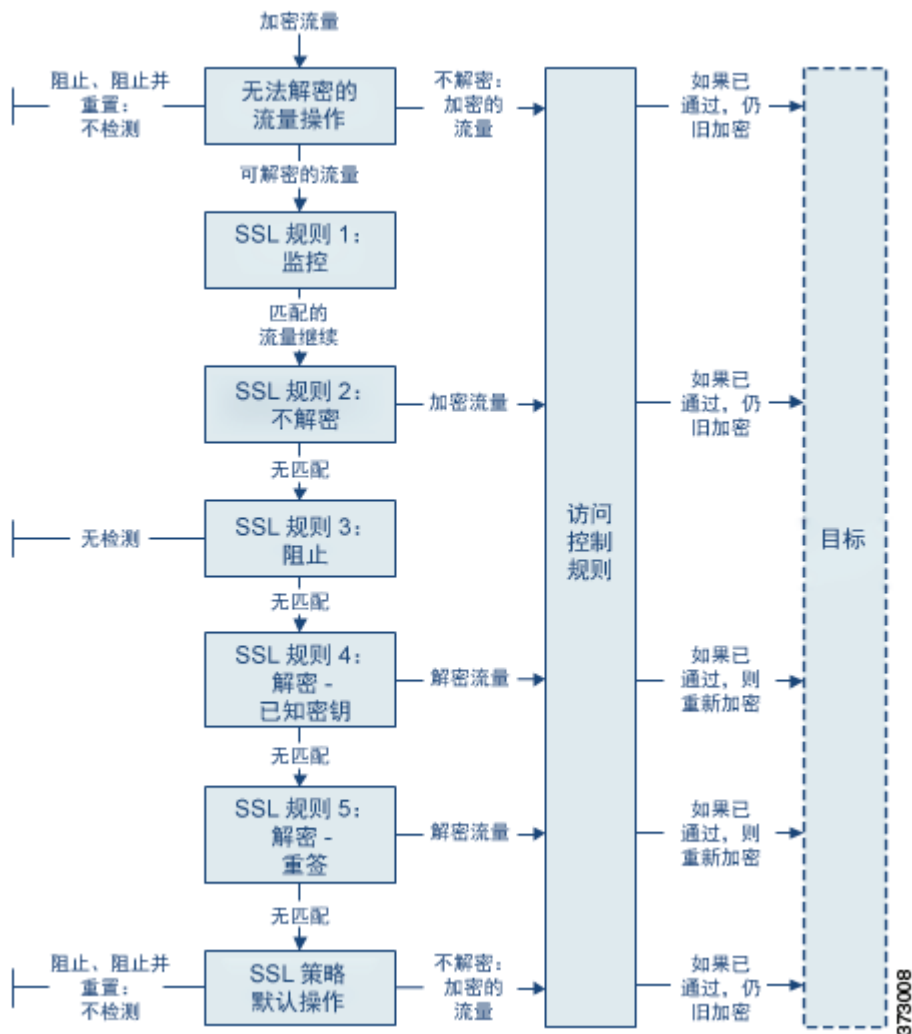 加密流量
阻止、阻止并
重置：
不检测
无法解密的
流量操作
不解密：
加密的
流量
如果已
通过，仍
旧加密
可解密的流量
SSL 规则 1：
监控
匹配的
流量继续
SSL 规则 2：
不解密
加密流量
如果已
通过，仍
旧加密
无匹配
无检测
SSL 规则 3：
阻止
访问
控制
规则
目标
无匹配
SSL 规则 4：
解密 -
已知密钥
解密流量
如果已
通过，则
重新加密
无匹配
SSL 规则 5：
解密 -
重签
解密流量
如果已
通过，则
重新加密
无匹配
阻止、阻止并
重置：
不检测
SSL 策略
默认操作
不解密：
加密的
流量
如果已
通过，仍
旧加密
373008